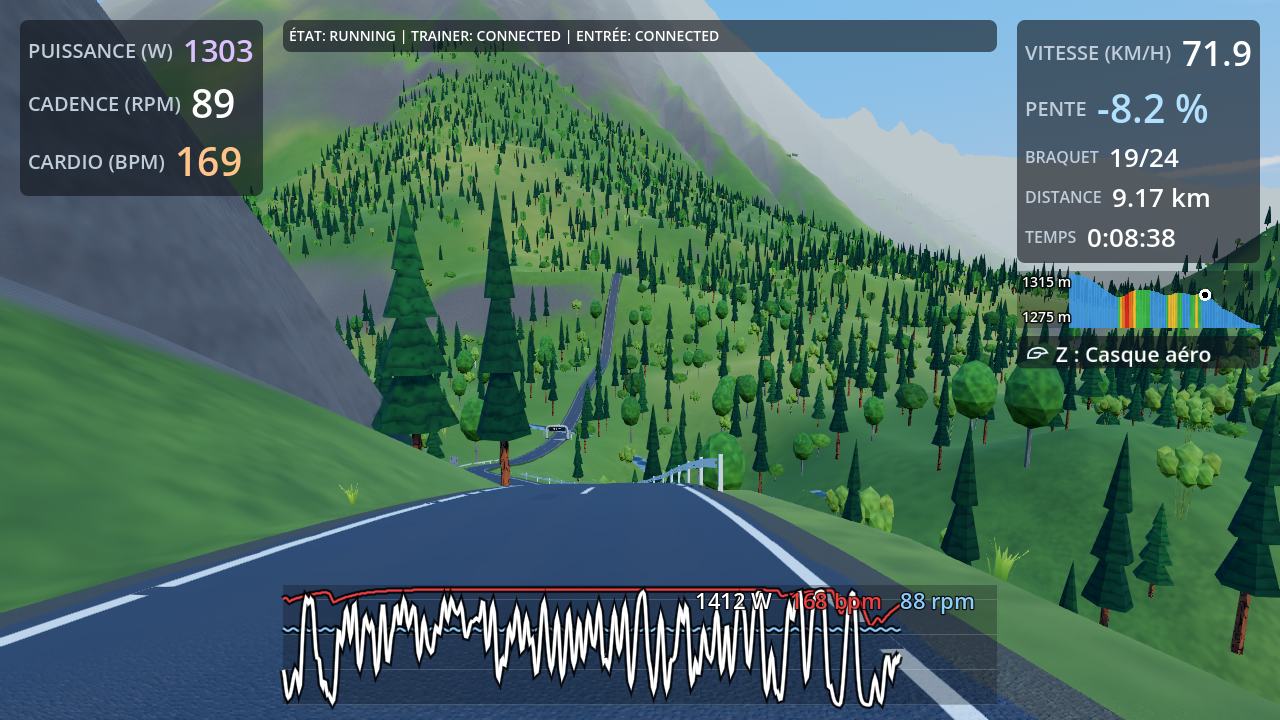 PUISSANCE (W) 1303
CADENCE (RPM) 89
CARDIO (BPM) 169
ÉTAT: RUNNING | TRAINER: CONNECTED | ENTRÉE: CONNECTED
VITESSE (KM/H) 71.9
PENTE -8.2 %
BRAQUET 19/24
DISTANCE 9.17 km
TEMPS 0:08:38
1315 m
1275 m
Z : Casque aéro
1412 W 168 bpm 88 rpm